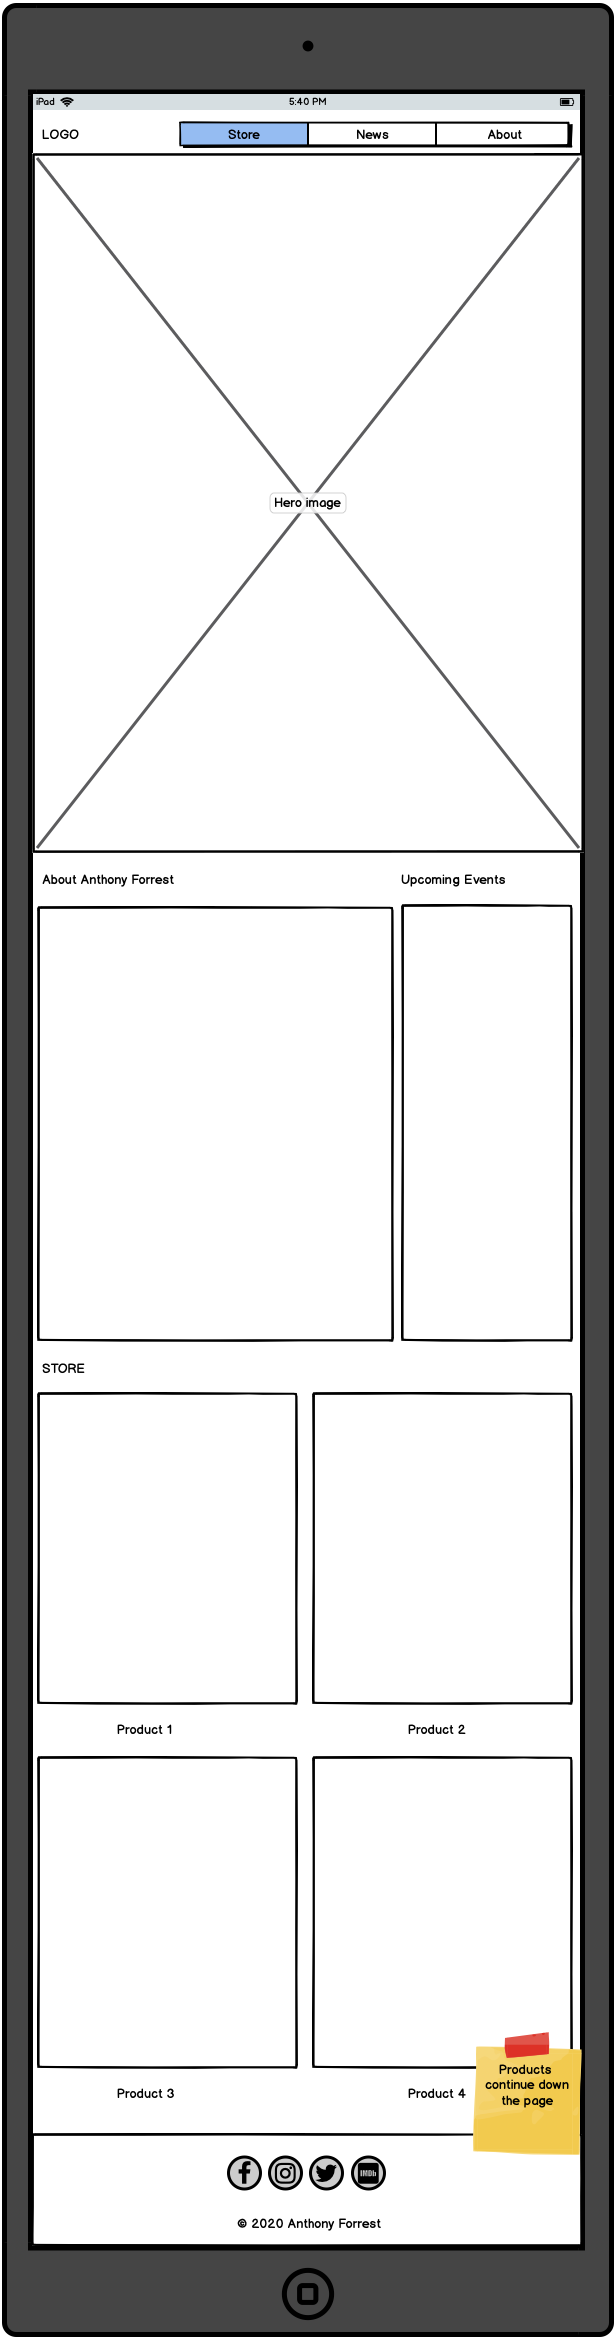 iPad 5:40 PM
LOGO Store News About
Hero image
About Anthony Forrest Upcoming Events
STORE
Product 1 Product 2
Product 3 Product 4
Products
continue down
the page
IMDb
© 2020 Anthony Forrest